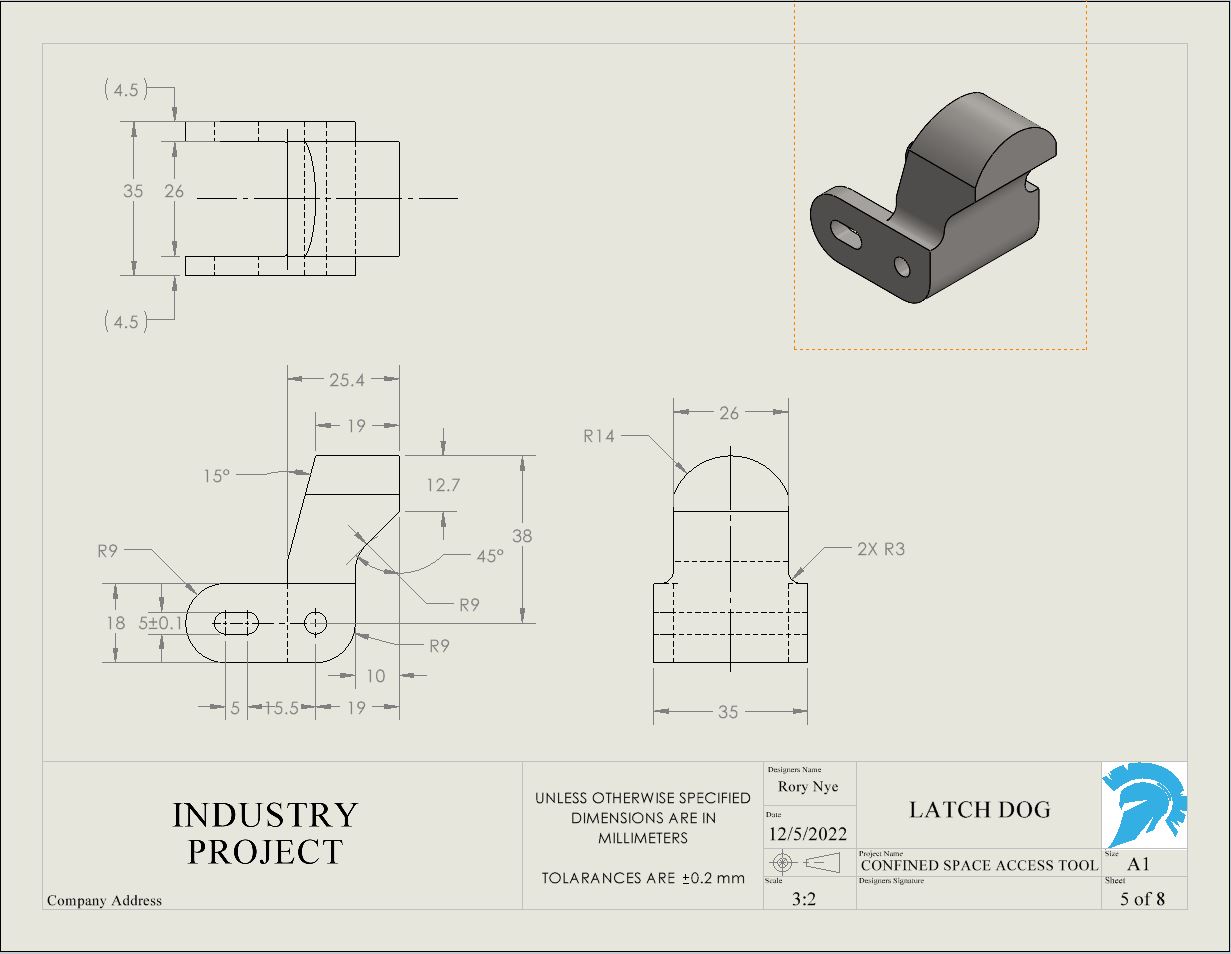 (4.5)
35
26
(4.5)
25.4
19
15°
12.7
38
R9
45°
R9
18
5±0.1
R9
10
5
15.5
19
26
R14
2X R3
35
INDUSTRY
PROJECT
Company Address
UNLESS OTHERWISE SPECIFIED
DIMENSIONS ARE IN
MILLIMETERS
TOLARANCES ARE ±0.2 mm
Designers Name
Rory Nye
Date
12/5/2022
Scale
3:2
LATCH DOG
Project Name
CONFINED SPACE ACCESS TOOL
Designers Signature
Size
A1
Sheet
5 of 8